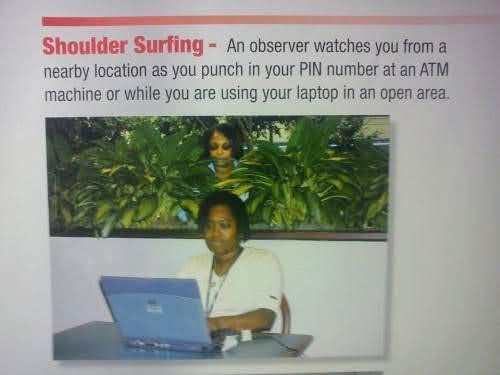 Shoulder Surfing - An observer watches you from a
nearby location as you punch in your PIN number at an ATM
machine or while you are using your laptop in an open area.